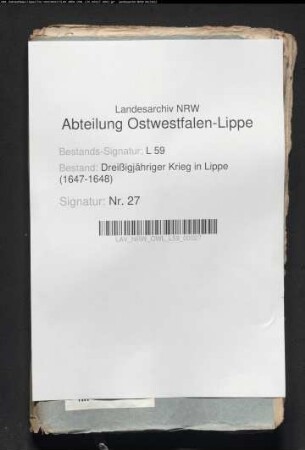 Landesarchiv NRW
Abteilung Ostwestfalen-Lippe
Bestands-Signatur: L 59
Bestand: Dreißigjähriger Krieg in Lippe
(1647-1648)
Signatur: Nr. 27